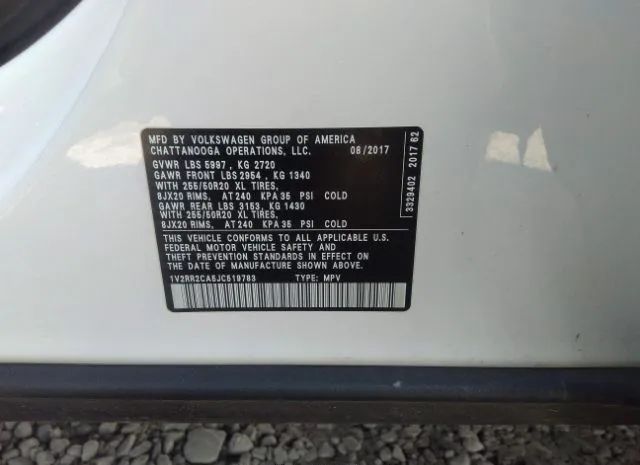 MFD BY VOLKSWAGEN GROUP OF AMERICA
CHATTANOOGA OPERATIONS, LLC. 08/2017
GVWR LBS 5997 , KG 2720
GAWR FRONT LBS 2954 , KG 1340
WITH 255/50R20 XL TIRES,
8JX20 RIMS, AT 240 KPA 35 PSI COLD
GAWR REAR LBS 3153, KG 1430
WITH 255/50R20 XL TIRES,
8JX20 RIMS, AT 240 KPA 35 PSI COLD
THIS VEHICLE CONFORMS TO ALL APPLICABLE U.S.
FEDERAL MOTOR VEHICLE SAFETY AND
THEFT PREVENTION STANDARDS IN EFFECT ON
THE DATE OF MANUFACTURE SHOWN ABOVE.
1V2RR2CA5JC519783 TYPE: MPV
3329402 2017 62